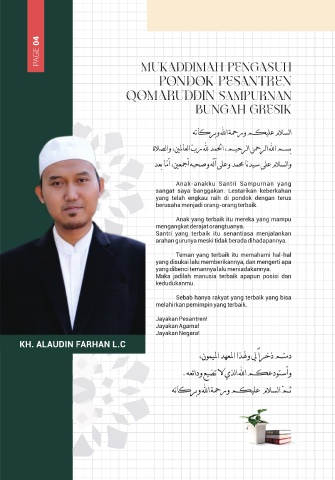 PAGE 04
MUKADDIMAH PENGASUH
PONDOK PESANTREN
QOMARUDDIN SAMPURNAN
BUNGAH GRESIK
السلام عليكم ورحمة الله وبركاته
بسم الله الرحمن الرحيم، الحمد لله رب العالمين، والصلاة
والسلام على سيدنا محمد وعلى آله وصحبه أجمعين، أما بعد
Anak-anakku Santri Sampurnan yang
sangat saya banggakan. Lestarikan keberkahan
yang telah engkau raih di pondok dengan terus
berusaha menjadi orang-orang terbaik.
Anak yang terbaik itu mereka yang mampu
mengangkat derajat orangtuanya.
Santri yang terbaik itu senantiasa menjalankan
arahan gurunya meski tidak berada dihadapannya.
Teman yang terbaik itu memahami hal-hal
yang disukai lalu memberikannya, dan mengerti apa
yang dibenci temannya lalu meniadakannya.
Maka jadilah manusia terbaik apapun posisi dan
kedudukanmu.
Sebab hanya rakyat yang terbaik yang bisa
melahirkan pemimpin yang terbaik.
Jayakan Pesantren!
Jayakan Agama!
Jayakan Negara!
KH. ALAUDIN FARHAN L.C
دمتم ذخرا لي ولهذا المعهد الميمون،
وأستودعكم الله الذي لا تضيع ودائعه.
ثم السلام عليكم ورحمة الله وبركاته